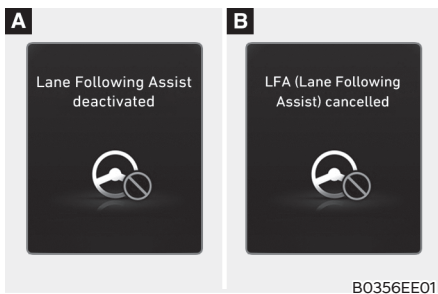 A
Lane Following Assist
deactivated
B
LFA (Lane Following
Assist) cancelled
B0356EE01